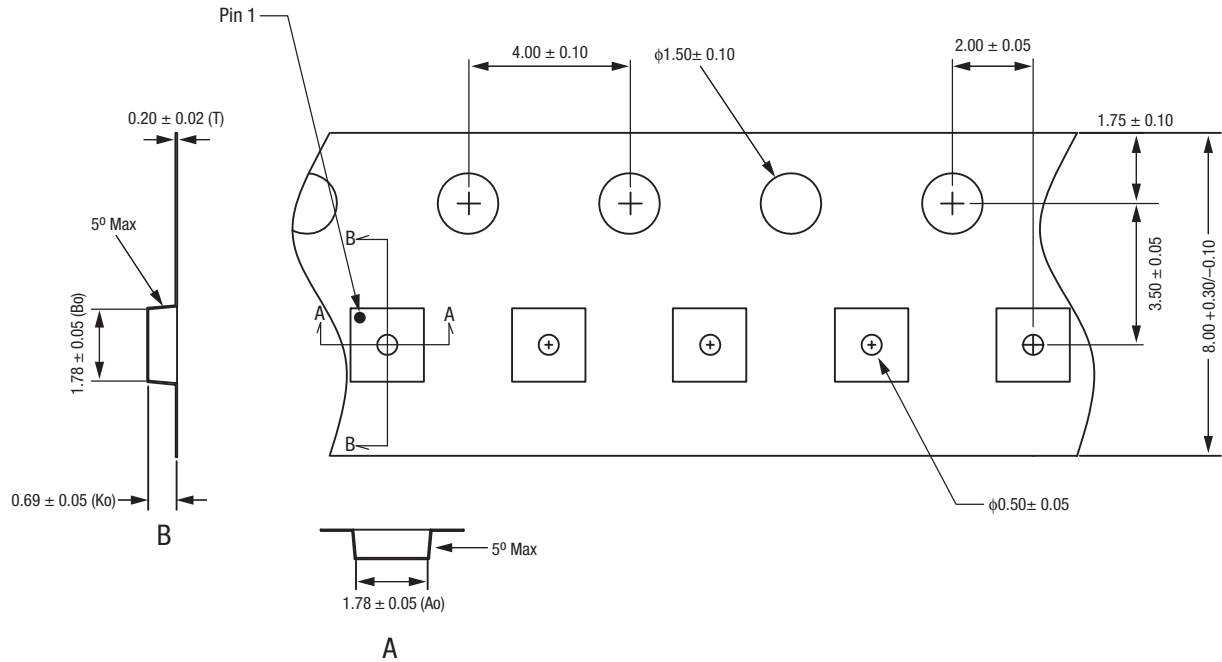 Pin 1
4.00 ± 0.10
ϕ1.50± 0.10
2.00 ± 0.05
0.20 ± 0.02 (T)
1.75 ± 0.10
5º Max
B
3.50 ± 0.05
8.00 +0.30/–0.10
1.78 ± 0.05 (Bo)
A
A
B
0.69 ± 0.05 (Ko)
ϕ0.50± 0.05
B
5º Max
1.78 ± 0.05 (Ao)
A